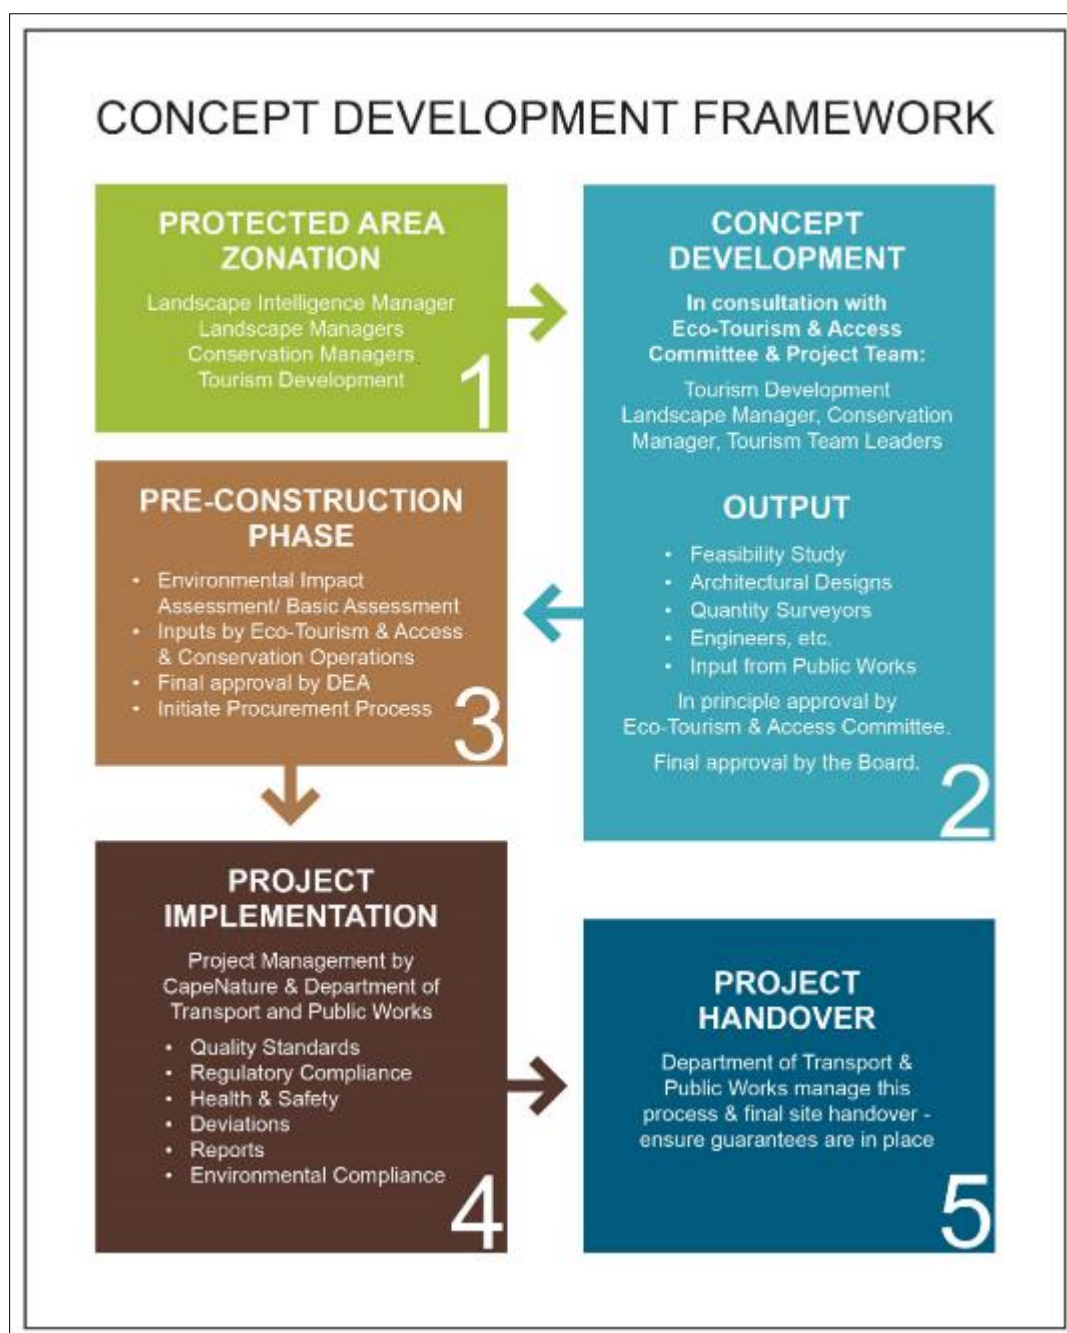 CONCEPT DEVELOPMENT FRAMEWORK
PROTECTED AREA
ZONATION
Landscape Intelligence Manager
Landscape Managers
Conservation Managers
Tourism Development
1
CONCEPT
DEVELOPMENT
In consultation with
Eco-Tourism & Access
Committee & Project Team:
Tourism Development
Landscape Manager, Conservation
Manager, Tourism Team Leaders
OUTPUT
• Feasibility Study
• Architectural Designs
• Quantity Surveyors
• Engineers, etc.
• Input from Public Works
In principle approval by
Eco-Tourism & Access Committee.
Final approval by the Board.
2
PRE-CONSTRUCTION
PHASE
• Environmental Impact
Assessment/ Basic Assessment
• Inputs by Eco-Tourism & Access
& Conservation Operations
• Final approval by DEA
• Initiate Procurement Process
3
PROJECT
IMPLEMENTATION
Project Management by
CapeNature & Department of
Transport and Public Works
• Quality Standards
• Regulatory Compliance
• Health & Safety
• Deviations
• Reports
• Environmental Compliance
4
PROJECT
HANDOVER
Department of Transport &
Public Works manage this
process & final site handover -
ensure guarantees are in place
5